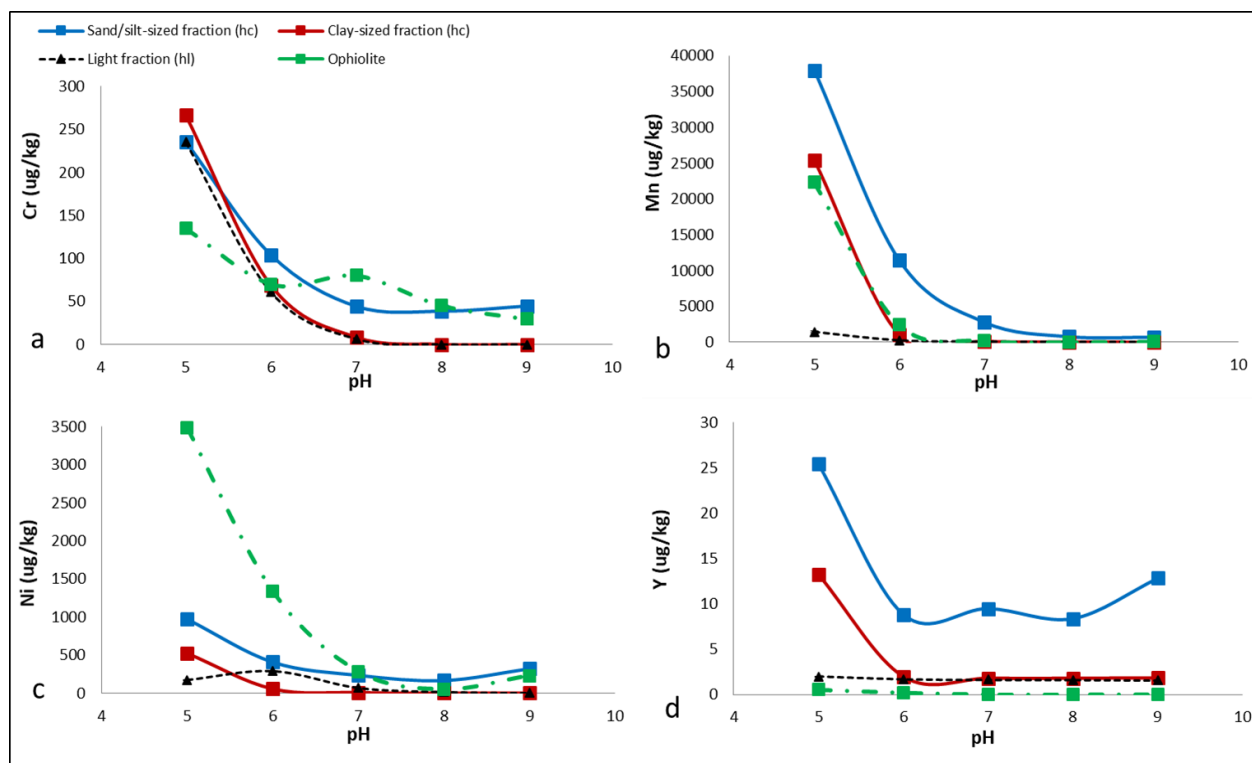 Sand/silt-sized fraction (hc) Clay-sized fraction (hc)
Light fraction (hl) Ophiolite
300
250
200
150
100
50
0
Cr (ug/kg)
4 5 6 7 8 9 10
pH
a
40000
35000
30000
25000
20000
15000
10000
5000
0
Mn (ug/kg)
4 5 6 7 8 9 10
pH
b
3500
3000
2500
2000
1500
1000
500
0
Ni (ug/kg)
4 5 6 7 8 9 10
pH
c
30
25
20
15
10
5
0
Y (ug/kg)
4 5 6 7 8 9 10
pH
d